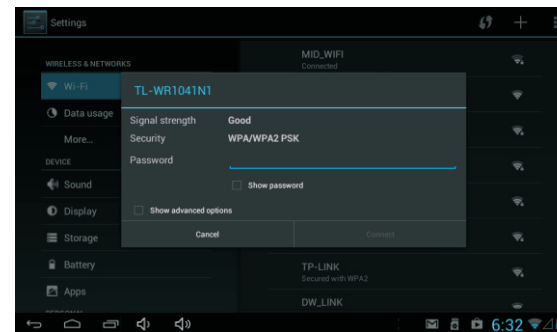 Settings
WIRELESS & NETWORKS
Wi-Fi
Data usage
More...
DEVICE
Sound
Display
Storage
Battery
Apps
PERSONAL
MID_WIFI
Connected
TL-WR1041N1
Signal strength Good
Security WPA/WPA2 PSK
Password
Show password
Show advanced options
Cancel Connect
TP-LINK
Secured with WPA2
DW_LINK
6:32